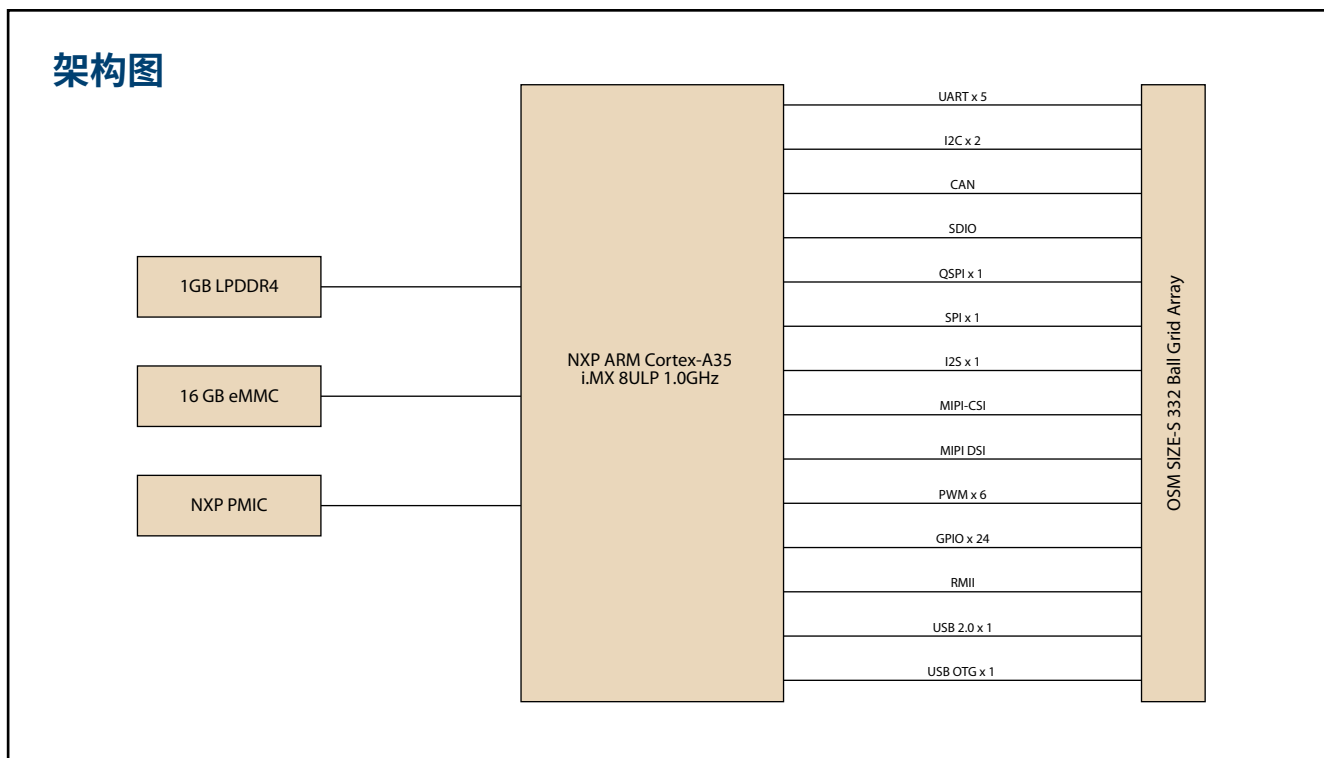 架构图
1GB LPDDR4
16 GB eMMC
NXP PMIC
NXP ARM Cortex-A35
i.MX 8ULP 1.0GHz
UART x 5
I2C x 2
CAN
SDIO
QSPI x 1
SPI x 1
I2S x 1
MIPI-CSI
MIPI DSI
PWM x 6
GPIO x 24
RMII
USB 2.0 x 1
USB OTG x 1
OSM SIZE-S 332 Ball Grid Array